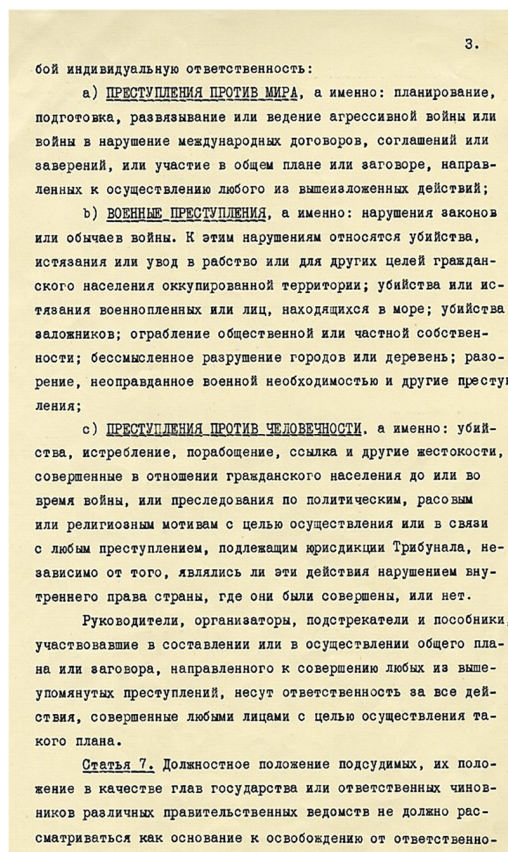 3.
бой индивидуальную ответственность:
а) ПРЕСТУПЛЕНИЯ ПРОТИВ МИРА, а именно: планирование,
подготовка, развязывание или ведение агрессивной войны или
войны в нарушение международных договоров, соглашений или
заверений, или участие в общем плане или заговоре, направ-
ленных к осуществлению любого из вышеизложенных действий;
b) ВОЕННЫЕ ПРЕСТУПЛЕНИЯ, а именно: нарушения законов
или обычаев войны. К этим нарушениям относятся убийства,
истязания или увод в рабство или для других целей граждан-
ского населения оккупированной территории; убийства или ис-
тязания военнопленных или лиц, находящихся в море; убийства
заложников; ограбление общественной или частной собствен-
ности; бессмысленное разрушение городов или деревень; разо-
рение, неоправданное военной необходимостью и другие престу
ления;
с) ПРЕСТУПЛЕНИЯ ПРОТИВ ЧЕЛОВЕЧНОСТИ, а именно: убий-
ства, истребление, порабощение, ссылка и другие жестокости,
совершенные в отношении гражданского населения до или во
время войны, или преследования по политическим, расовым
или религиозным мотивам с целью осуществления или в связи
с любым преступлением, подлежащим юрисдикции Трибунала, не-
зависимо от того, являлись ли эти действия нарушением вну-
треннего права страны, где они были совершены, или нет.
Руководители, организаторы, подстрекатели и пособники,
участвовавшие в составлении или в осуществлении общего пла-
на или заговора, направленного к совершению любых из выше-
упомянутых преступлений, несут ответственность за все дей-
ствия, совершенные любыми лицами с целью осуществления та-
кого плана.
Статья 7. Должностное положение подсудимых, их поло-
жение в качестве глав государства или ответственных чинов-
ников различных правительственных ведомств не должно рас-
сматриваться как основание к освобождению от ответственно-